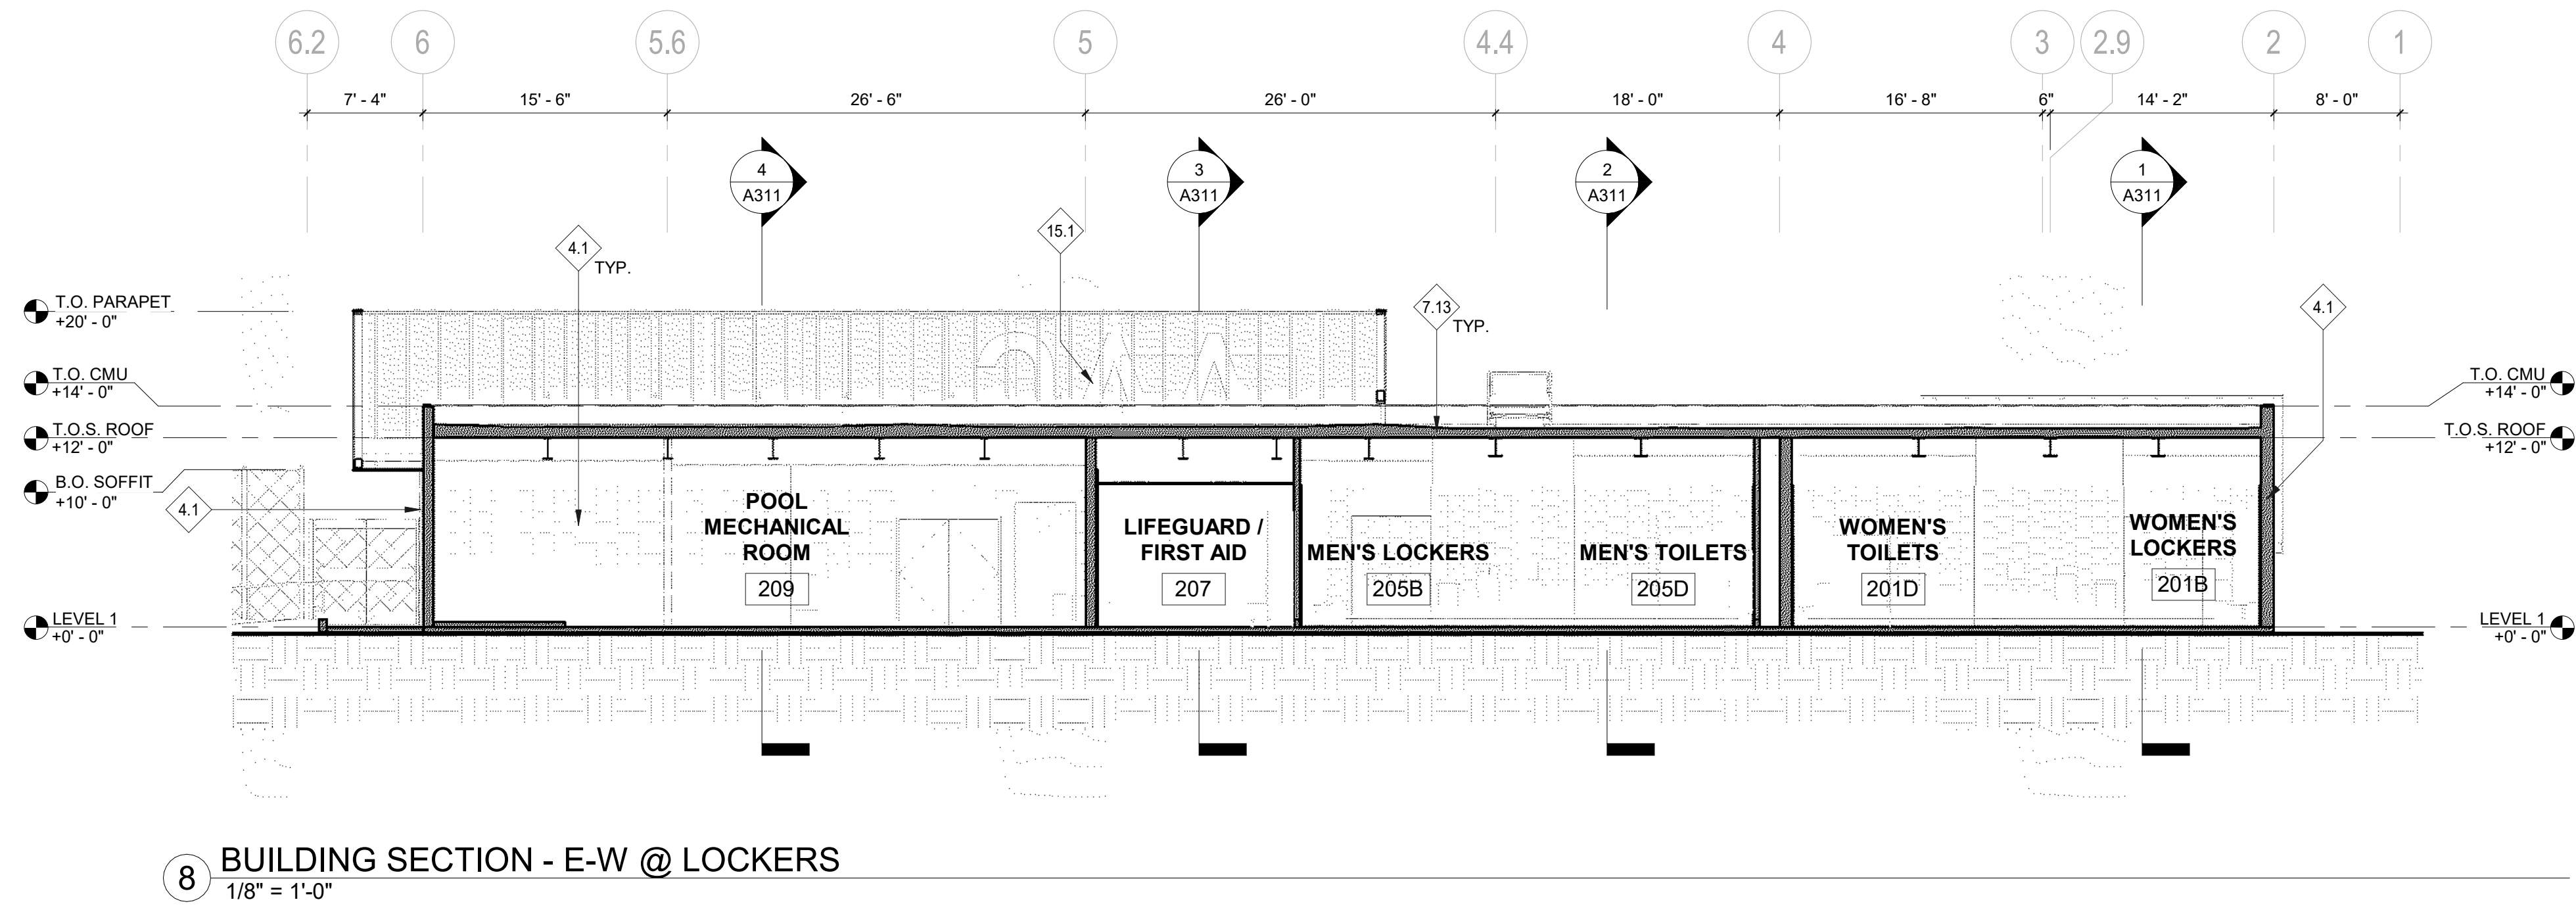 6.2 6 5.6 5 4.4 4 3 2.9 2 1
7' - 4" 15' - 6" 26' - 6" 26' - 0" 18' - 0" 16' - 8" 6" 14' - 2" 8' - 0"
4 3 2 1
A311 A311 A311 A311
15.1
4.1
TYP.
T.O. PARAPET
+20' - 0"
7.13
TYP.
4.1
T.O. CMU
+14' - 0"
T.O. CMU
+14' - 0"
T.O.S. ROOF
+12' - 0"
T.O.S. ROOF
+12' - 0"
B.O. SOFFIT
+10' - 0"
4.1
POOL
MECHANICAL
ROOM
209
LIFEGUARD /
FIRST AID
207
MEN'S LOCKERS
205B
MEN'S TOILETS
205D
WOMEN'S
TOILETS
201D
WOMEN'S
LOCKERS
201B
LEVEL 1
+0' - 0"
LEVEL 1
+0' - 0"
8
BUILDING SECTION - E-W @ LOCKERS
1/8" = 1'-0"